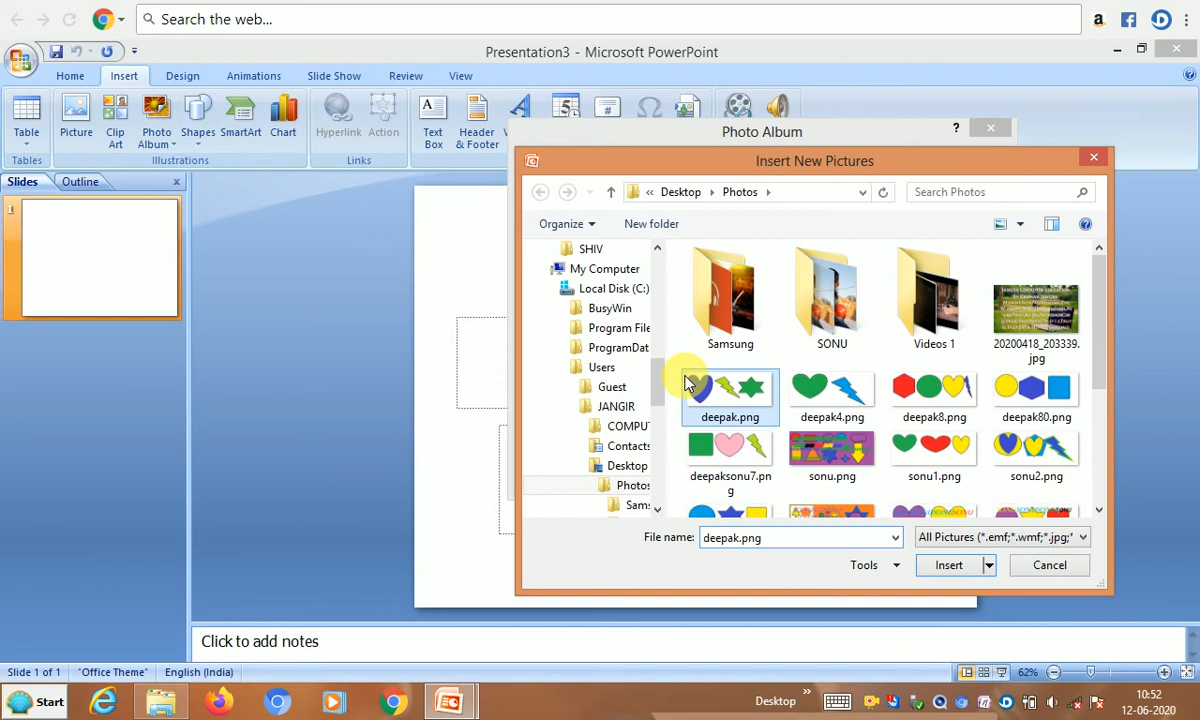 Search the web...
Presentation3 - Microsoft PowerPoint
Home Insert Design Animations Slide Show Review View
Table
Picture
Clip Art
Photo Album
Shapes
SmartArt
Chart
Hyperlink
Action
Text Box
Header & Footer
Tables
Illustrations
Links
Photo Album
?
Insert New Pictures
Slides
Outline
1
« Desktop Photos
Search Photos
Organize
New folder
SHIV
My Computer
Local Disk (C:)
BusyWin
Program File
ProgramDat
Users
Guest
JANGIR
COMPU
Contacts
Desktop
Photos
Sams
Samsung
SONU
Videos 1
20200418_203339.jpg
deepak.png
deepak4.png
deepak8.png
deepak80.png
deepaksonu7.png
sonu.png
sonu1.png
sonu2.png
File name:
deepak.png
All Pictures (*.emf;*.wmf;*.jpg;*
Tools
Insert
Cancel
Click to add notes
Slide 1 of 1
"Office Theme"
English (India)
62%
Start
Desktop
10:52
12-06-2020